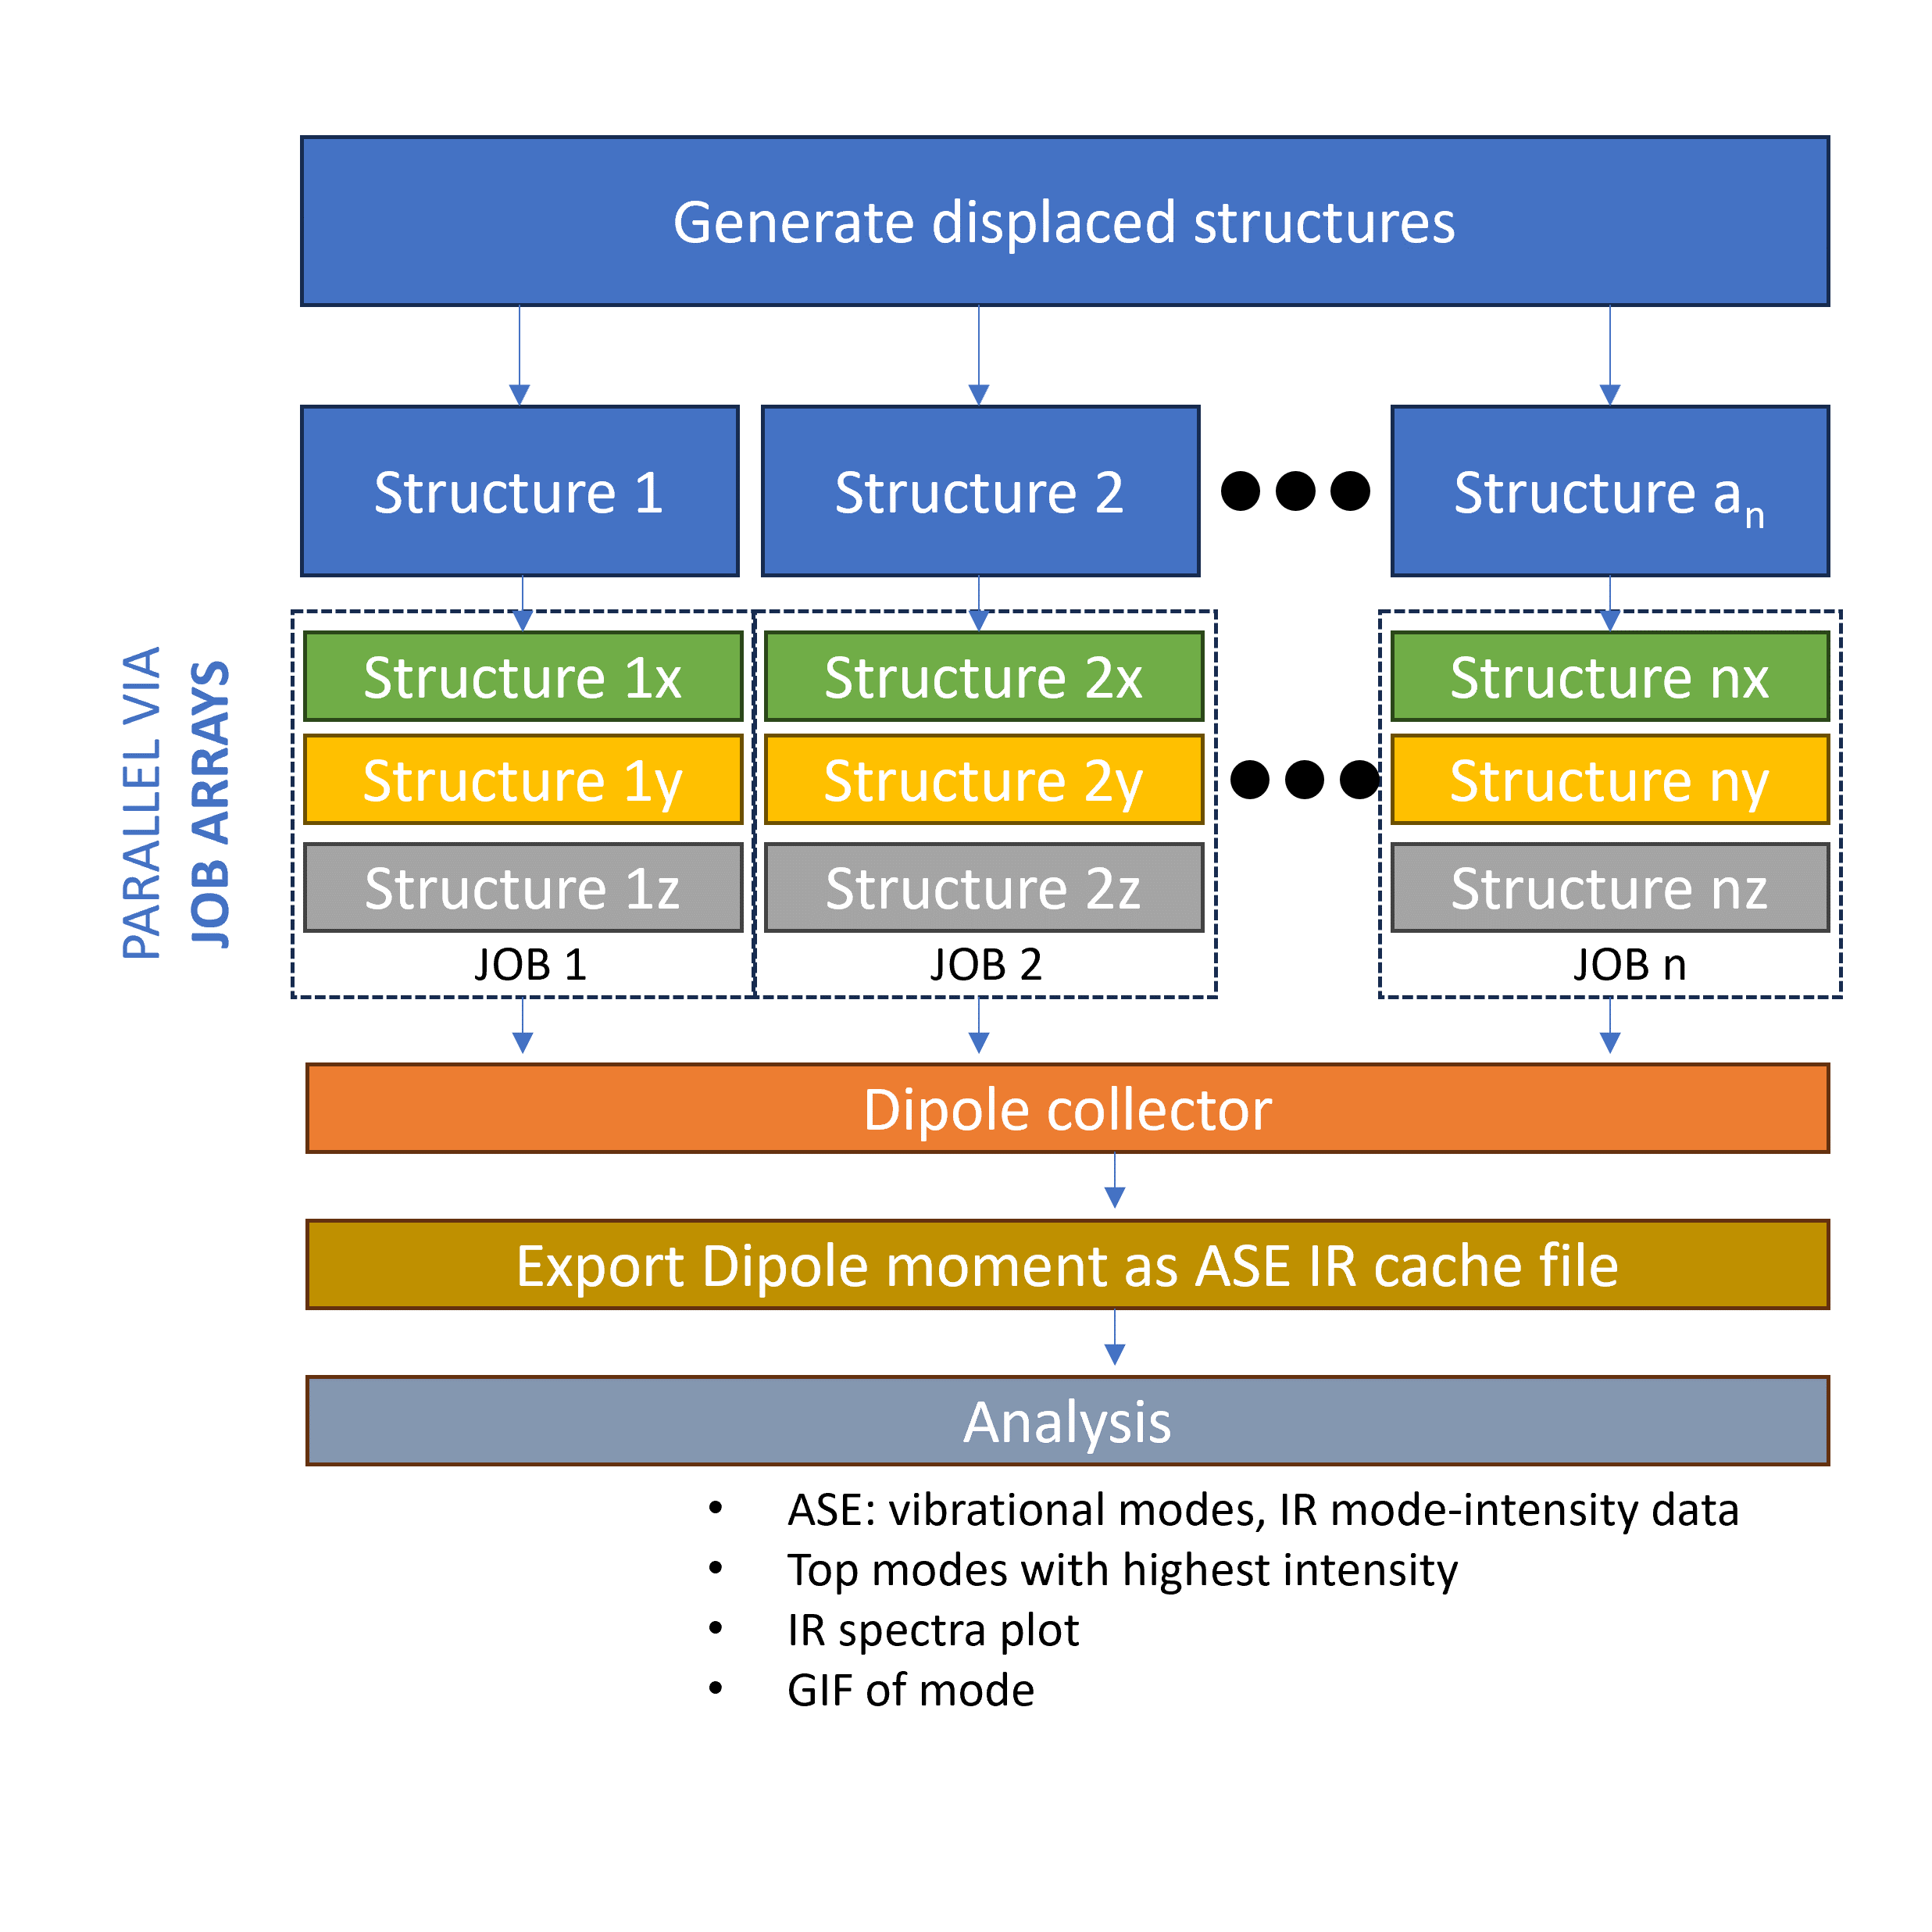 Generate displaced structures
Structure 1
Structure 2
Structure aₙ
PARALLEL VIA
JOB ARRAYS
Structure 1x
Structure 2x
Structure nx
Structure 1y
Structure 2y
Structure ny
Structure 1z
Structure 2z
Structure nz
JOB 1
JOB 2
JOB n
Dipole collector
Export Dipole moment as ASE IR cache file
Analysis
• ASE: vibrational modes, IR mode-intensity data
• Top modes with highest intensity
• IR spectra plot
• GIF of mode